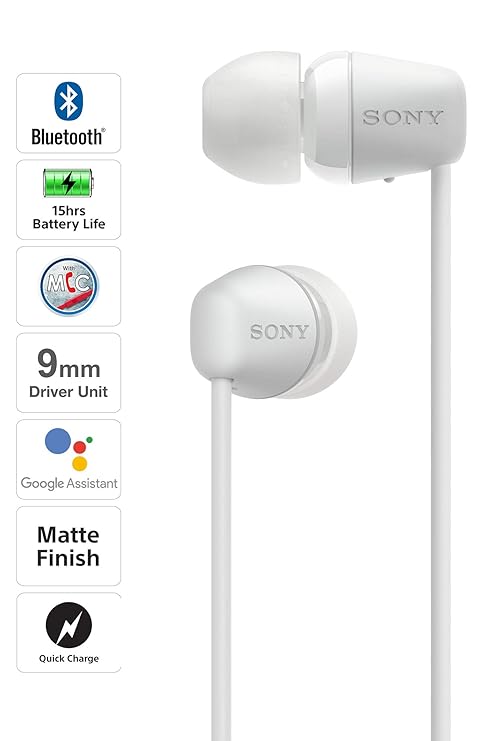 Bluetooth®
15hrs
Battery Life
With
MCC
9mm
Driver Unit
Google Assistant
Matte
Finish
Quick Charge
SONY
SONY